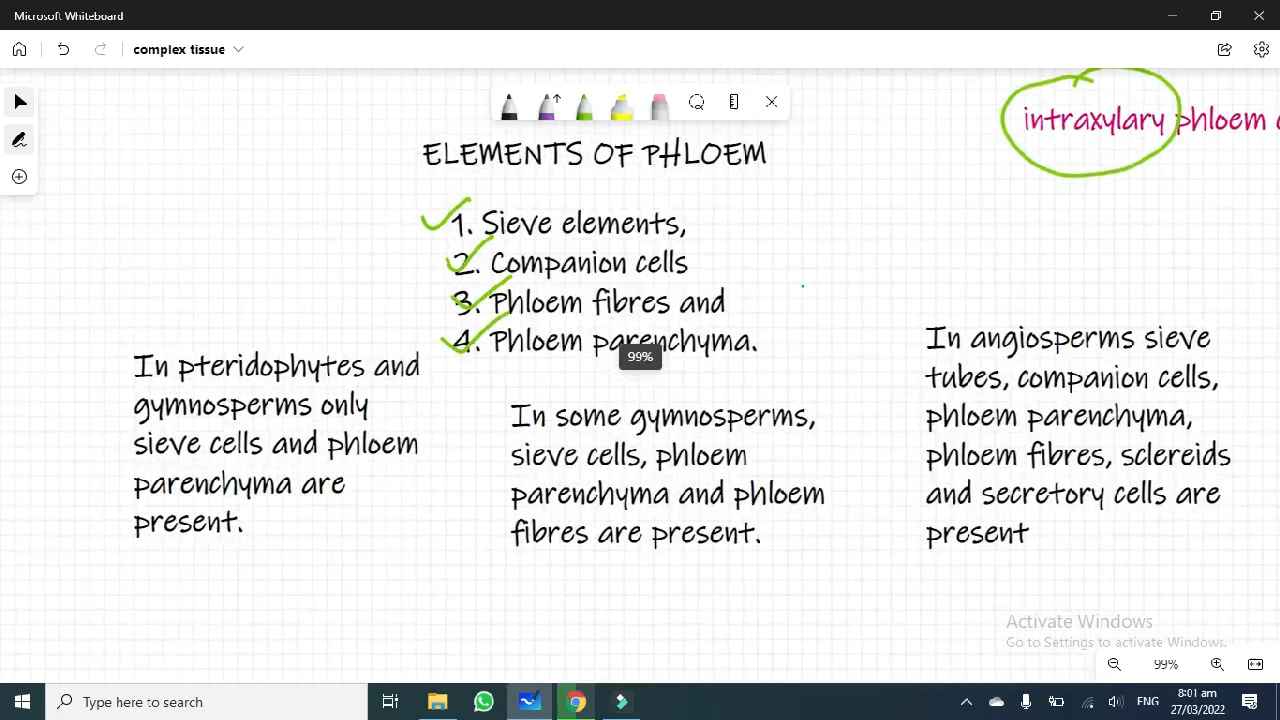 Microsoft Whiteboard
complex tissue
intraxylary phloem
ELEMENTS OF PHLOEM
1. Sieve elements,
2. Companion cells
3. Phloem fibres and
4. Phloem parenchyma.
99%
In pteridophytes and
gymnosperms only
sieve cells and phloem
parenchyma are
present.
In some gymnosperms,
sieve cells, phloem
parenchyma and phloem
fibres are present.
In angiosperms sieve
tubes, companion cells,
phloem parenchyma,
phloem fibres, sclereids
and secretory cells are
present
Activate Windows
Go to Settings to activate Windows.
99%
Type here to search
ENG
8:01 am
27/03/2022